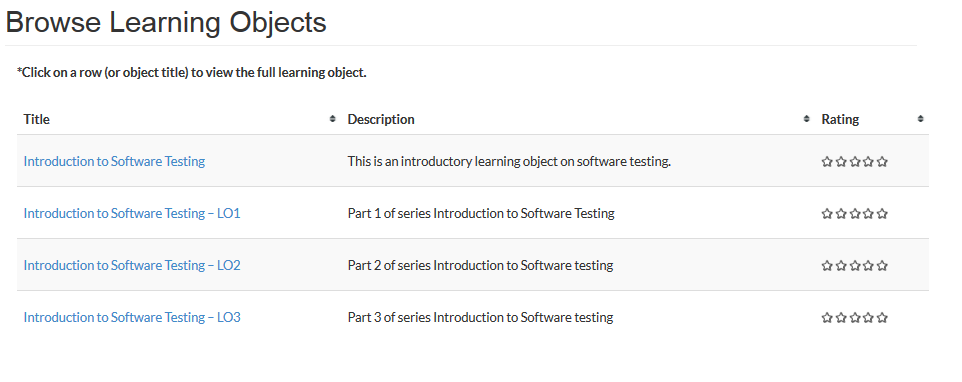 Browse Learning Objects
*Click on a row (or object title) to view the full learning object.
Title Description Rating
Introduction to Software Testing This is an introductory learning object on software testing.
Introduction to Software Testing – LO1 Part 1 of series Introduction to Software Testing
Introduction to Software Testing – LO2 Part 2 of series Introduction to Software testing
Introduction to Software Testing – LO3 Part 3 of series Introduction to Software testing